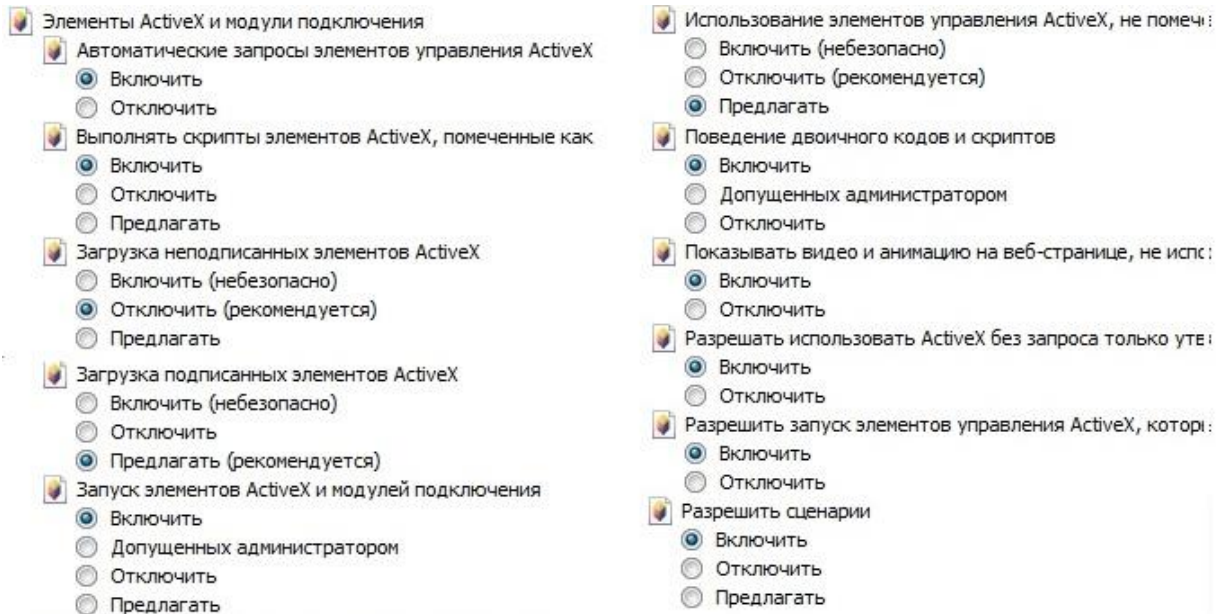 Элементы ActiveX и модули подключения
Автоматические запросы элементов управления ActiveX
Включить
Отключить
Выполнять скрипты элементов ActiveX, помеченные как
Включить
Отключить
Предлагать
Загрузка неподписанных элементов ActiveX
Включить (небезопасно)
Отключить (рекомендуется)
Предлагать
Загрузка подписанных элементов ActiveX
Включить (небезопасно)
Отключить
Предлагать (рекомендуется)
Запуск элементов ActiveX и модулей подключения
Включить
Допущенных администратором
Отключить
Предлагать
Использование элементов управления ActiveX, не помеч
Включить (небезопасно)
Отключить (рекомендуется)
Предлагать
Поведение двоичного кодов и скриптов
Включить
Допущенных администратором
Отключить
Показывать видео и анимацию на веб-странице, не испо
Включить
Отключить
Разрешать использовать ActiveX без запроса только утв
Включить
Отключить
Разрешить запуск элементов управления ActiveX, которы
Включить
Отключить
Разрешить сценарии
Включить
Отключить
Предлагать